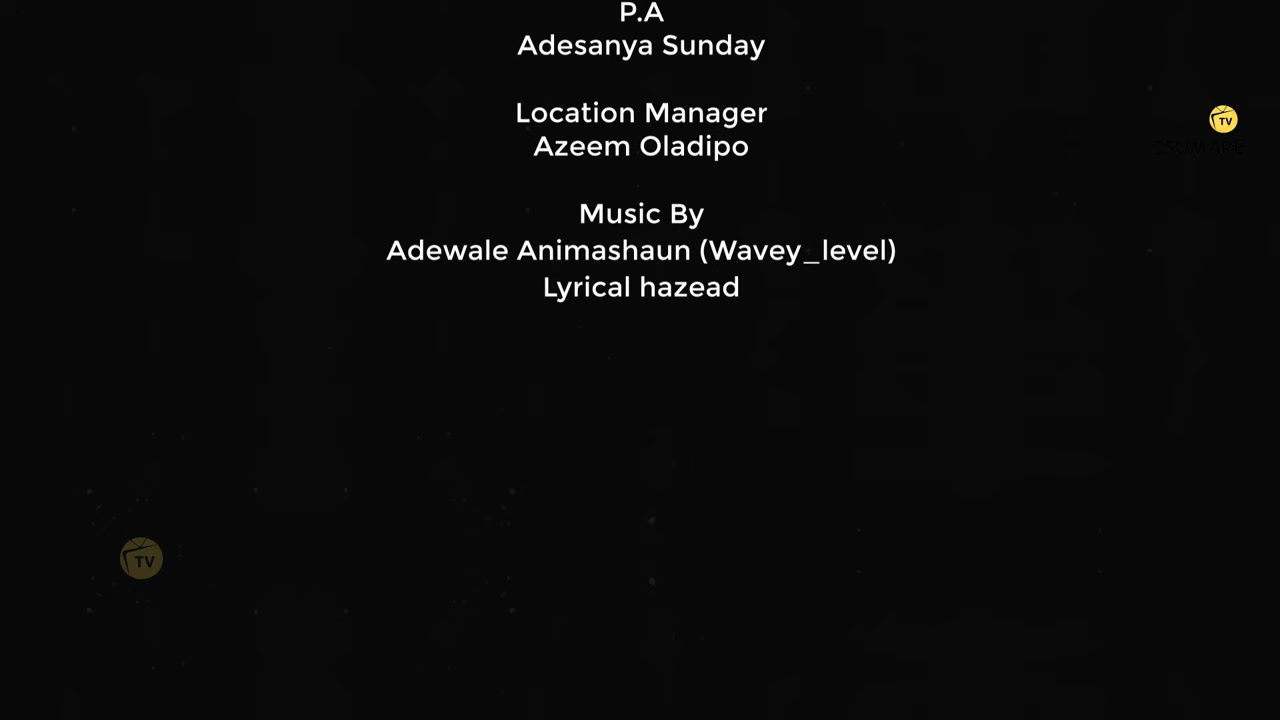 P.A
Adesanya Sunday
Location Manager
Azeem Oladipo
Music By
Adewale Animashaun (Wavey_level)
Lyrical hazead
TV
TV